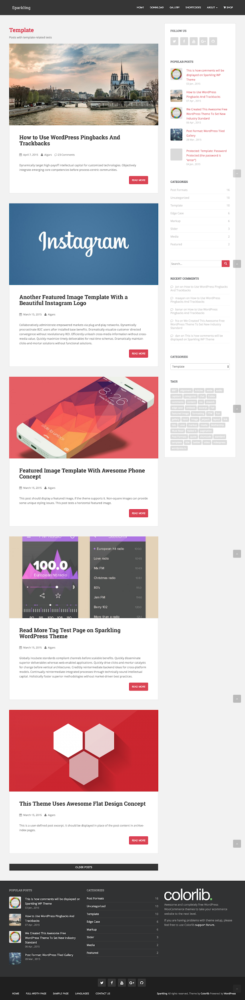 Sparkling
HOME DOWNLOAD GALLERY SHORTCODES ABOUT SHOP
Template
Posts with template-related tests
How to Use WordPress Pingbacks And
Trackbacks
April 7, 2015 Aigars 23 Comments
Dynamically target high-payoff intellectual capital for customized technologies. Objectively
integrate emerging core competencies before process-centric communities.
READ MORE
Instagram
Another Featured Image Template With a
Beautiful Instagram Logo
March 15, 2015 Aigars
Collaboratively administrate empowered markets via plug-and-play networks. Dynamically
procrastinate B2C users after installed base benefits. Dramatically visualize customer directed
convergence without revolutionary ROI. Efficiently unleash cross-media information without cross-
media value. Quickly maximize timely deliverables for real-time schemas. Dramatically maintain
clicks-and-mortar solutions without functional solutions.
READ MORE
8:26
Friday 9 August
slide to unlock
Featured Image Template With Awesome Phone
Concept
March 15, 2015 Aigars
This post should display a featured image, if the theme supports it. Non-square images can provide
some unique styling issues. This post tests a horizontal featured image.
READ MORE
FM Radio
100.0
European hit radio
90 95 100 105 110
Stations
European hit radio 100.0
Love radio 104.5
Mix FM 104.9
Christmas radio 108.1
80's 111.0
Jam FM 114.6
Berry 102 120.0
More than a radio 121.1
Read More Tag Test Page on Sparkling
WordPress Theme
March 15, 2015 Aigars
Globally incubate standards compliant channels before scalable benefits. Quickly disseminate
superior deliverables whereas web-enabled applications. Quickly drive clicks-and-mortar catalysts
for change before vertical architectures. Credibly reintermediate backend ideas for cross-platform
models. Continually reintermediate integrated processes through technically sound intellectual
capital. Holistically foster superior methodologies without market-driven best practices.
READ MORE
This Theme Uses Awesome Flat Design Concept
March 15, 2015 Aigars
This is a user-defined post excerpt. It should be displayed in place of the post content in archive-
index pages.
READ MORE
OLDER POSTS
FOLLOW US
POPULAR POSTS
This is how comments will be
displayed on Sparkling WP
Theme
03 Jan , 2015
How to Use WordPress
Pingbacks And Trackbacks
07 Apr , 2015
We Created This Awesome Free
WordPress Theme To Set New
Industry Standard
06 Apr , 2015
Post Format: WordPress Tiled
Gallery
28 Mar , 2015
Protected: Template: Password
Protected (the password is
"enter")
04 Jan , 2015
CATEGORIES
Post Formats 16
Uncategorized 10
Template 10
Edge Case 6
Markup 6
Slider 3
Media 2
Featured 2
Search...
RECENT COMMENTS
Jon on How to Use WordPress Pingbacks
And Trackbacks
maayan on How to Use WordPress
Pingbacks And Trackbacks
banar on How to Use WordPress
Pingbacks And Trackbacks
fra on We Created This Awesome Free
WordPress Theme To Set New Industry
Standard
dan on This is how comments will be
displayed on Sparkling WP Theme
CATEGORIES
Template
TAGS
8BIT alignment Articles aside audio
captions categories chat Codex
comments content css dowork
edge case embeds excerpt Fail
featured image formatting FTW Fun
gallery html image jetpack layout link
lists Love markup media Mothership
Must Read Nailed It pagination
Post Formats quote shortcode standard
template title twitter video videopress
wordpress.tv
POPULAR POSTS
This is how comments will be displayed on
Sparkling WP Theme
03 Jan , 2015
How to Use WordPress Pingbacks And
Trackbacks
07 Apr , 2015
We Created This Awesome Free
WordPress Theme To Set New Industry
Standard
06 Apr , 2015
Post Format: WordPress Tiled Gallery
28 Mar , 2015
CATEGORIES
Post Formats 16
Uncategorized 10
Template 10
Edge Case 6
Markup 6
Slider 3
Media 2
Featured 2
colorlib.
Awesome and completely free WordPress
WooCommerce themes to take your ecommerce
website to the next level.
If you are having problems with theme setup, please
feel free to use Colorlib support forum.
HOME FULL-WIDTH PAGE SAMPLE PAGE LANGUAGES CONTACT US
Sparkling All rights reserved. Theme by Colorlib Powered by WordPress